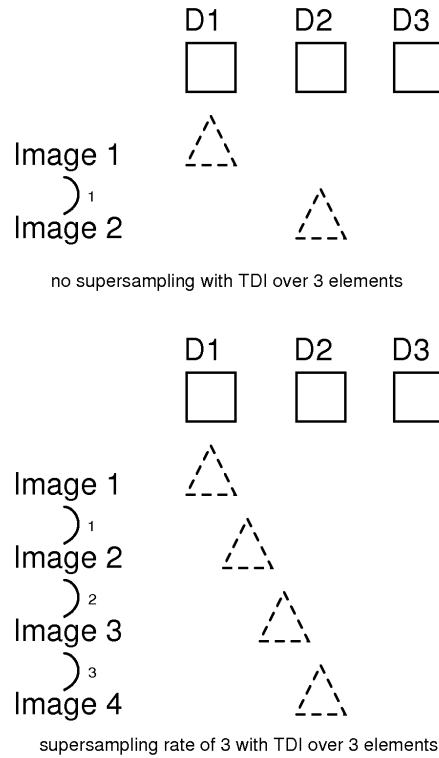 D1 D2 D3
Image 1
1
Image 2
no supersampling with TDI over 3 elements
D1 D2 D3
Image 1
1
Image 2
2
Image 3
3
Image 4
supersampling rate of 3 with TDI over 3 elements